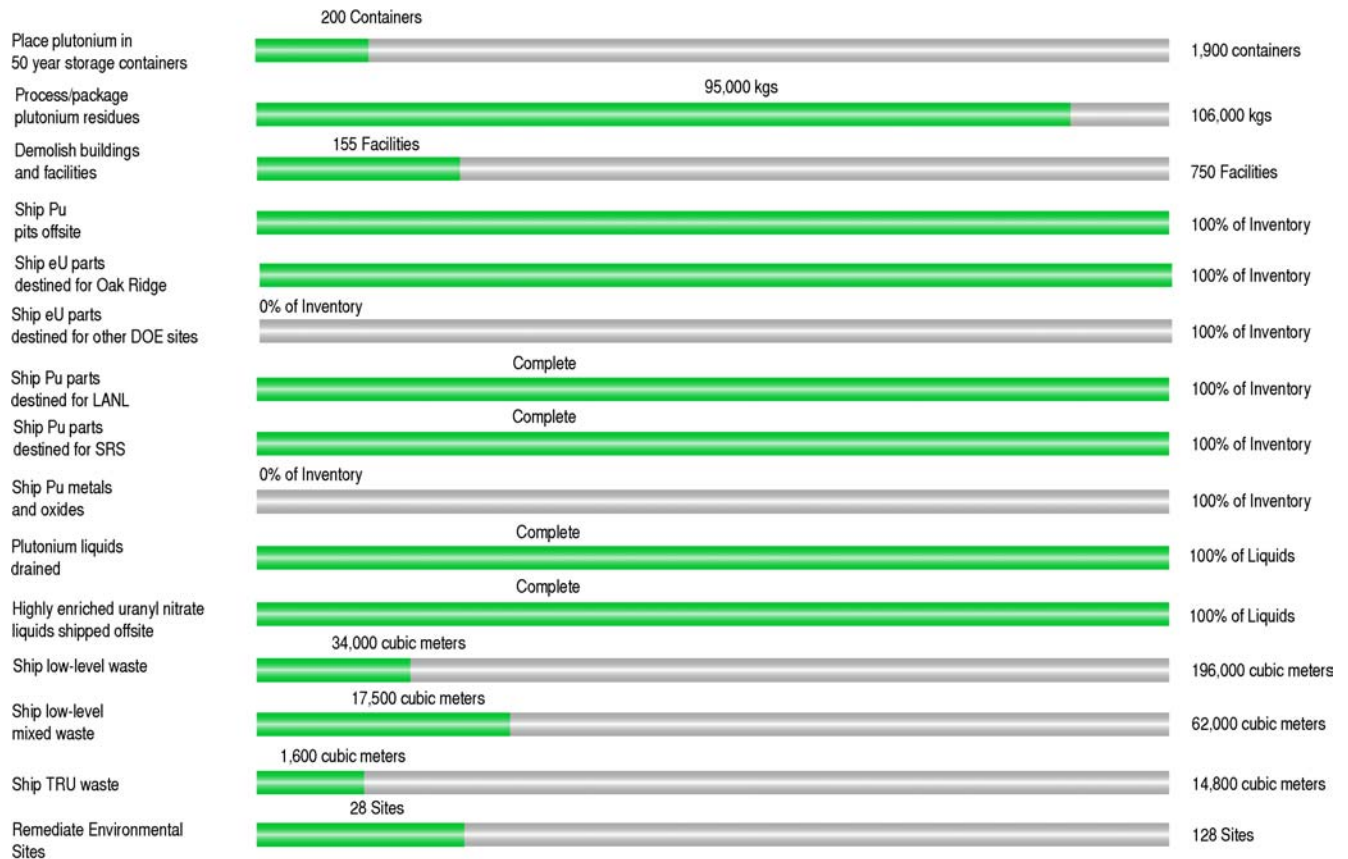 200 Containers
Place plutonium in
50 year storage containers
1,900 containers
95,000 kgs
Process/package
plutonium residues
106,000 kgs
155 Facilities
Demolish buildings
and facilities
750 Facilities
Ship Pu
pits offsite
100% of Inventory
Ship eU parts
destined for Oak Ridge
100% of Inventory
0% of Inventory
Ship eU parts
destined for other DOE sites
100% of Inventory
Complete
Ship Pu parts
destined for LANL
100% of Inventory
Complete
Ship Pu parts
destined for SRS
100% of Inventory
0% of Inventory
Ship Pu metals
and oxides
100% of Inventory
Complete
Plutonium liquids
drained
100% of Liquids
Complete
Highly enriched uranyl nitrate
liquids shipped offsite
100% of Liquids
34,000 cubic meters
Ship low-level waste
196,000 cubic meters
17,500 cubic meters
Ship low-level
mixed waste
62,000 cubic meters
1,600 cubic meters
Ship TRU waste
14,800 cubic meters
28 Sites
Remediate Environmental
Sites
128 Sites